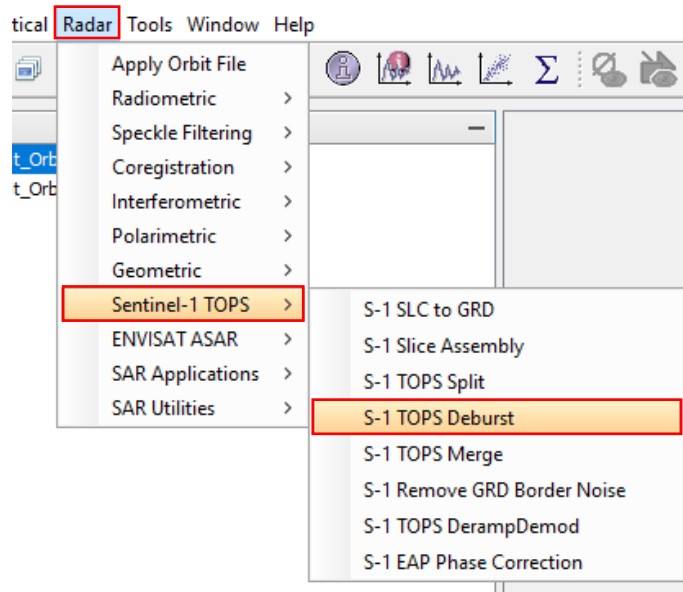 tical Radar Tools Window Help
Apply Orbit File
Radiometric
Speckle Filtering
t_Orb
Coregistration
t_Orb
Interferometric
Polarimetric
Geometric
Sentinel-1 TOPS
ENVISAT ASAR
SAR Applications
SAR Utilities
S-1 SLC to GRD
S-1 Slice Assembly
S-1 TOPS Split
S-1 TOPS Deburst
S-1 TOPS Merge
S-1 Remove GRD Border Noise
S-1 TOPS DerampDemod
S-1 EAP Phase Correction